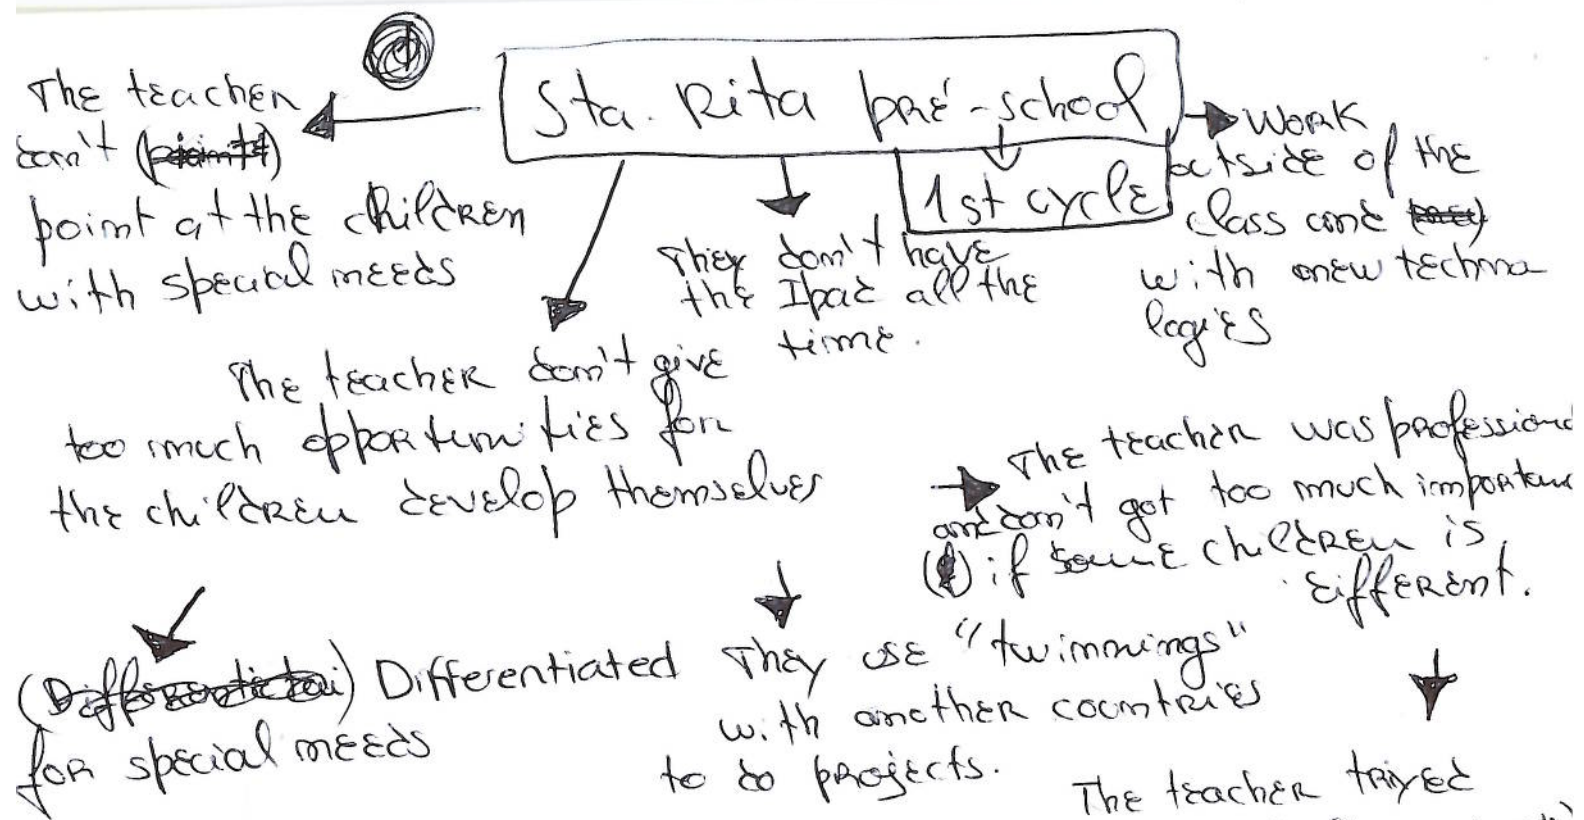 Sta. Rita pré-school
1st cycle
The teacher
don't (points)
point at the children
with special needs
They don't have
the Ipad all the
time.
Work
outside of the
class and
with new techno
logies
The teacher don't give
too much opportunities for
the children develop themselves
The teacher was professional
and don't got too much importanc
if some children is
different.
Differentiated
for special needs
They use "twinnings"
with another countries
to do projects.
The teacher tryed